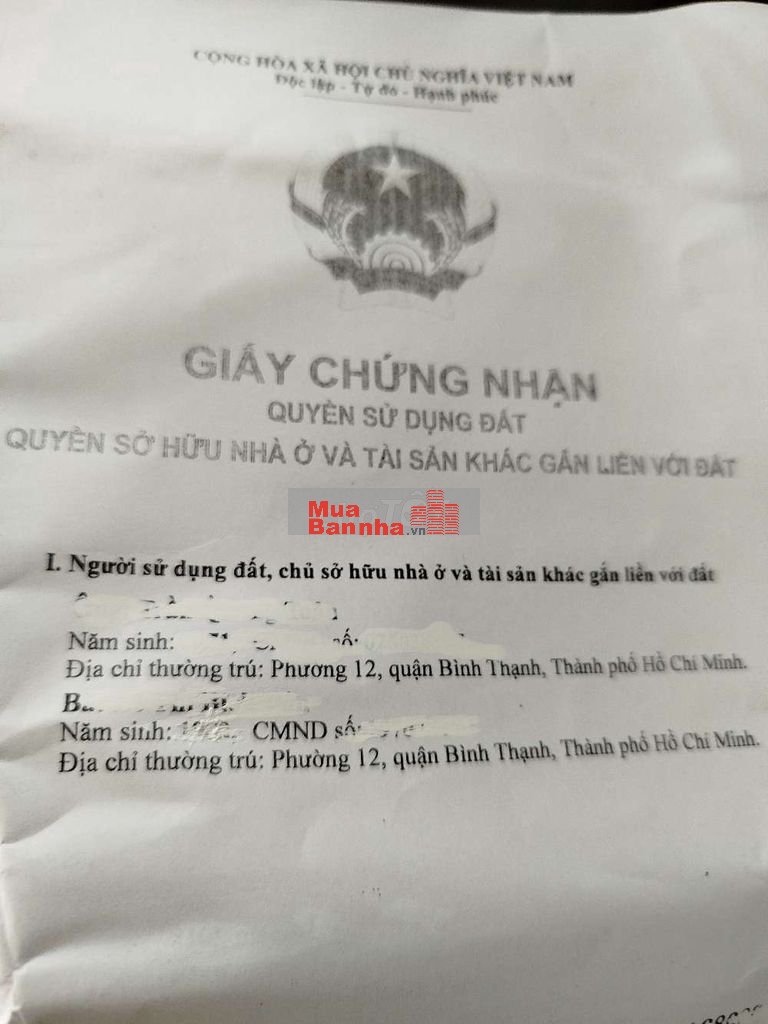 CỘNG HÒA XÃ HỘI CHỦ NGHĨA VIỆT NAM
Độc lập - Tự do - Hạnh phúc
GIẤY CHỨNG NHẬN
QUYỀN SỬ DỤNG ĐẤT
QUYỀN SỞ HỮU NHÀ Ở VÀ TÀI SẢN KHÁC GẮN LIỀN VỚI ĐẤT
Mua
Bannha.vn
I. Người sử dụng đất, chủ sở hữu nhà ở và tài sản khác gắn liền với đất
Năm sinh:
Địa chỉ thường trú: Phường 12, quận Bình Thạnh, Thành phố Hồ Chí Minh.
Năm sinh: CMND số:
Địa chỉ thường trú: Phường 12, quận Bình Thạnh, Thành phố Hồ Chí Minh.